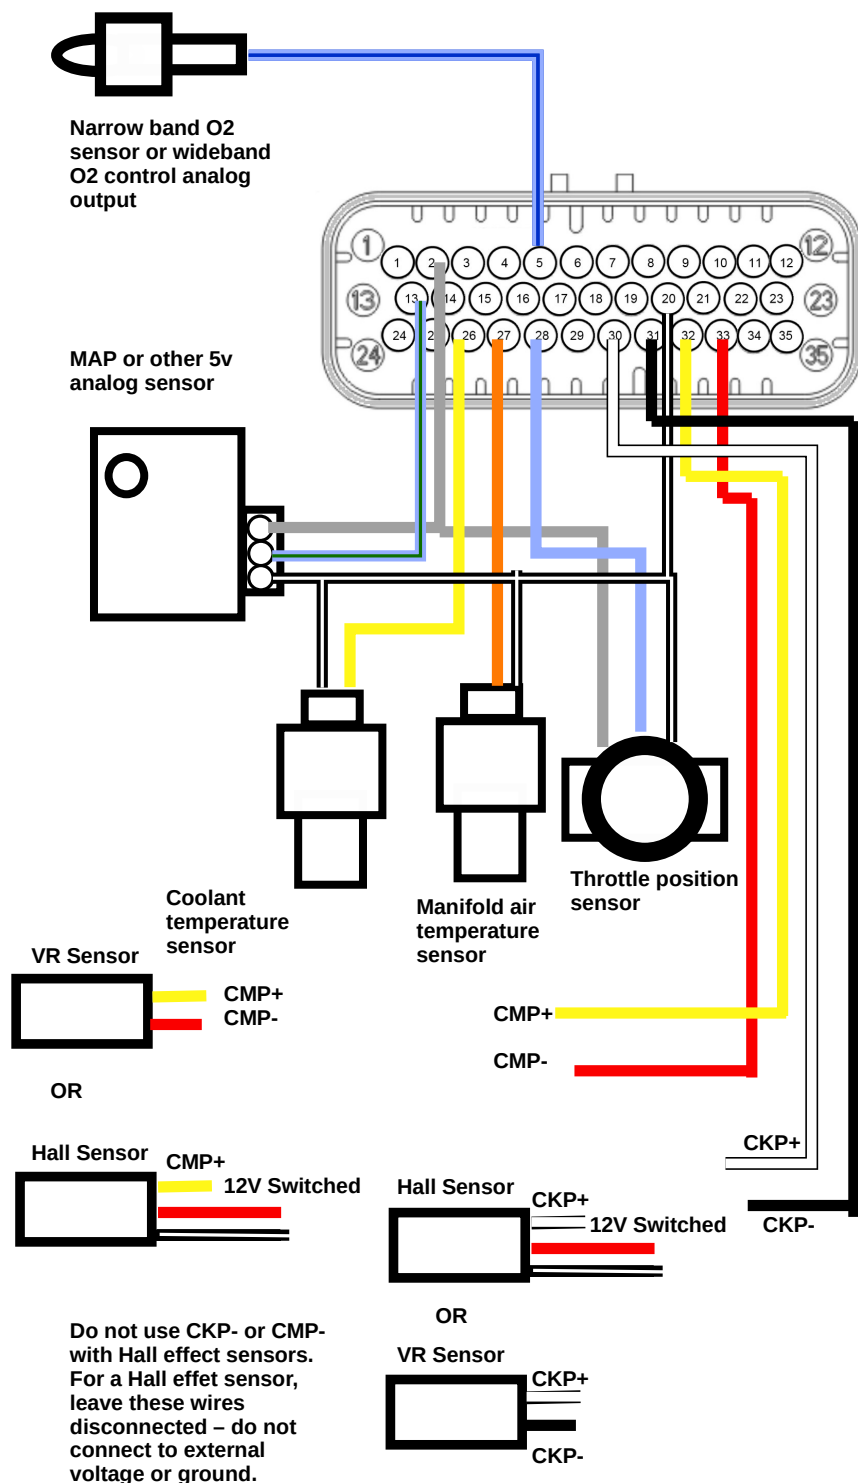 Narrow band O2
sensor or wideband
O2 control analog
output
1
12
1 2 3 4 5 6 7 8 9 10 11 12
13
13 14 15 16 17 18 19 20 21 22 23
23
24 26 27 28 29 30 31 32 33 34 35
24
35
MAP or other 5v
analog sensor
Coolant
temperature
sensor
Manifold air
temperature
sensor
Throttle position
sensor
VR Sensor
CMP+
CMP-
OR
CMP+
CMP-
Hall Sensor
CMP+
12V Switched
CKP+
CKP-
Hall Sensor
CKP+
12V Switched
OR
VR Sensor
CKP+
CKP-
Do not use CKP- or CMP-
with Hall effect sensors.
For a Hall effet sensor,
leave these wires
disconnected – do not
connect to external
voltage or ground.